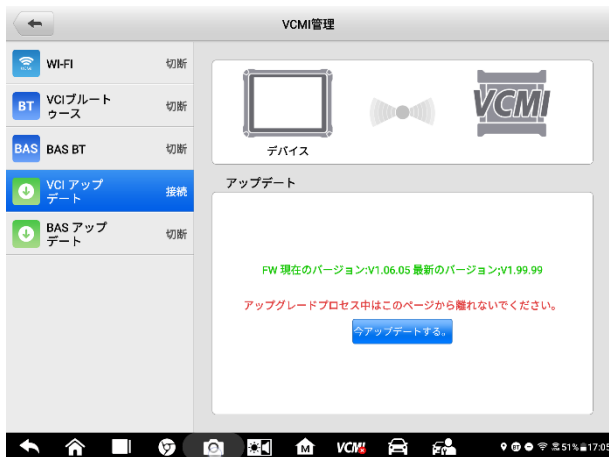 VCMI管理
WI-FI 切断
BT VCIブルート
ゥース 切断
BAS BAS BT 切断
VCI アップ
デート 接続
BAS アップ
デート 切断
VCMI
デバイス
アップデート
FW 現在のバージョン:V1.06.05 最新のバージョン;V1.99.99
アップグレードプロセス中はこのページから離れないでください。
今アップデートする。
M VCMI 51% 17:05